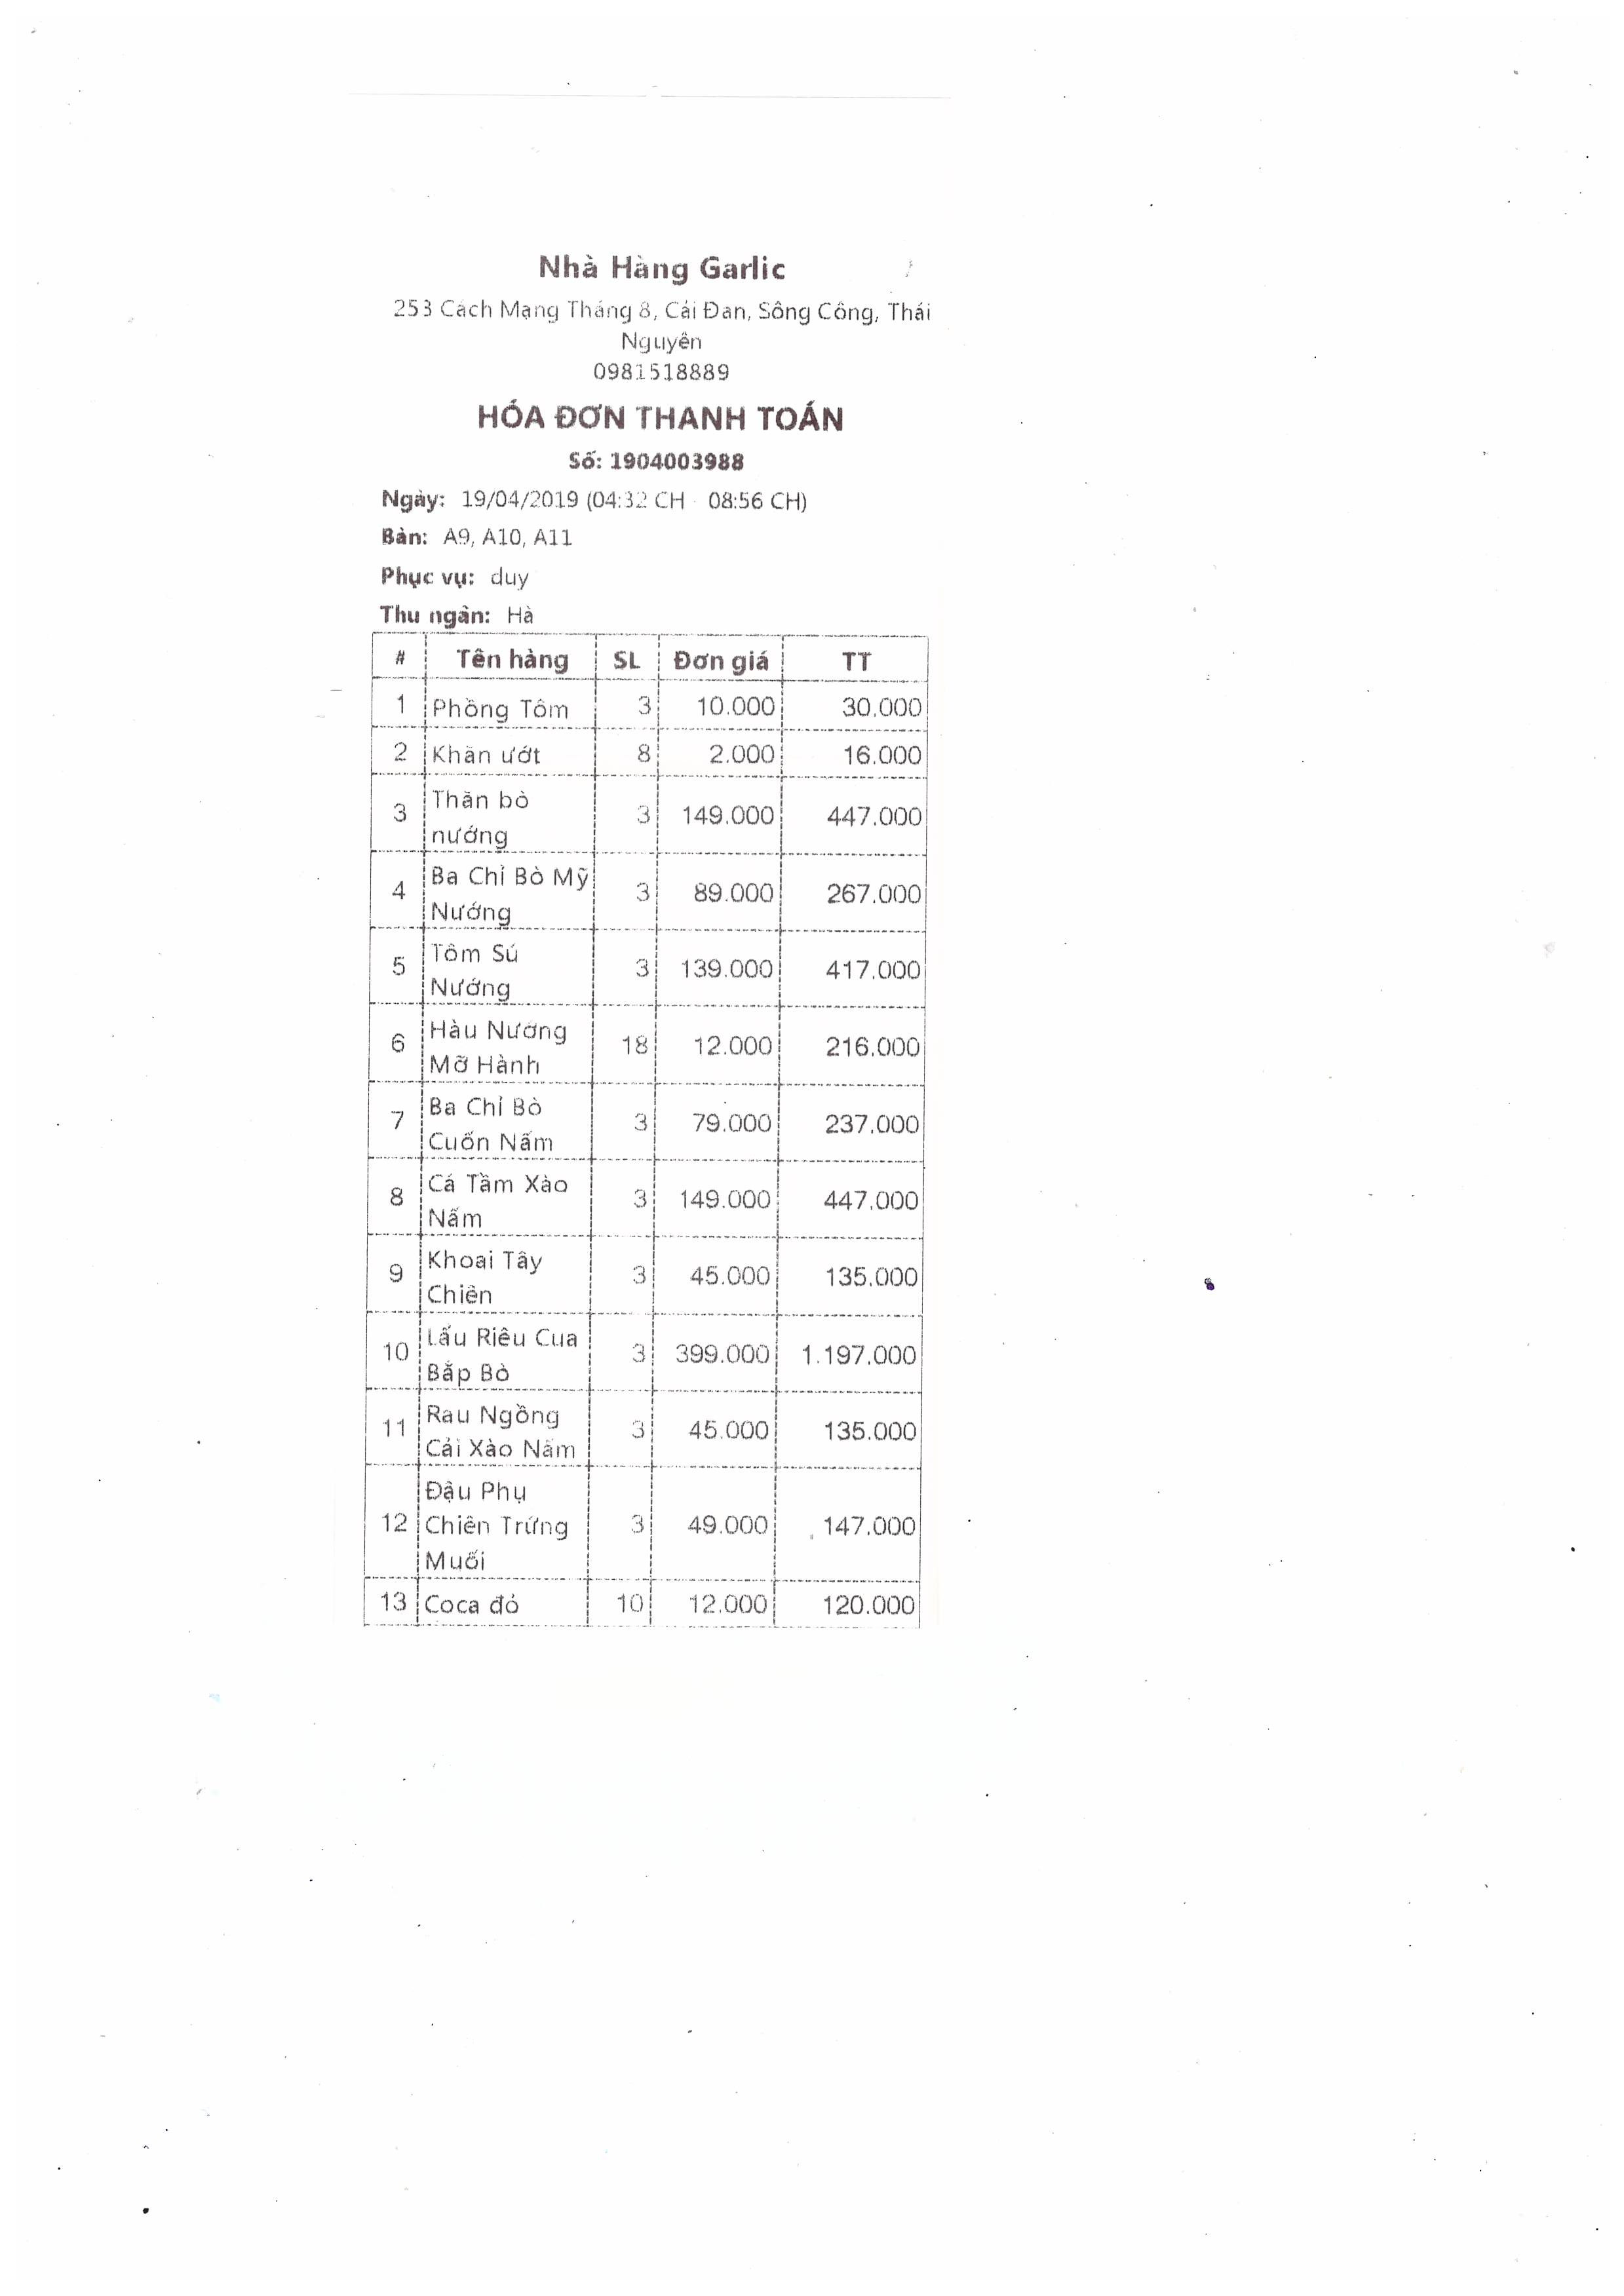 Nhà Hàng Garlic
253 Cách Mạng Tháng 8, Cải Đan, Sông Công, Thái
Nguyên
0981518889
HÓA ĐƠN THANH TOÁN
Số: 1904003988
Ngày: 19/04/2019 (04:32 CH - 08:56 CH)
Bàn: A9, A10, A11
Phục vụ: duy
Thu ngân: Hà
# Tên hàng SL Đơn giá TT
1 Phồng Tôm 3 10.000 30.000
2 Khăn ướt 8 2.000 16.000
3 Thăn bò
nướng 3 149.000 447.000
4 Ba Chỉ Bò Mỹ
Nướng 3 89.000 267.000
5 Tôm Sú
Nướng 3 139.000 417.000
6 Hàu Nướng
Mỡ Hành 18 12.000 216.000
7 Ba Chỉ Bò
Cuốn Nấm 3 79.000 237.000
8 Cá Tầm Xào
Nấm 3 149.000 447.000
9 Khoai Tây
Chiên 3 45.000 135.000
10 Lẩu Riêu Cua
Bắp Bò 3 399.000 1.197.000
11 Rau Ngồng
Cải Xào Nấm 3 45.000 135.000
12 Đậu Phụ
Chiên Trứng
Muối 3 49.000 147.000
13 Coca đỏ 10 12.000 120.000